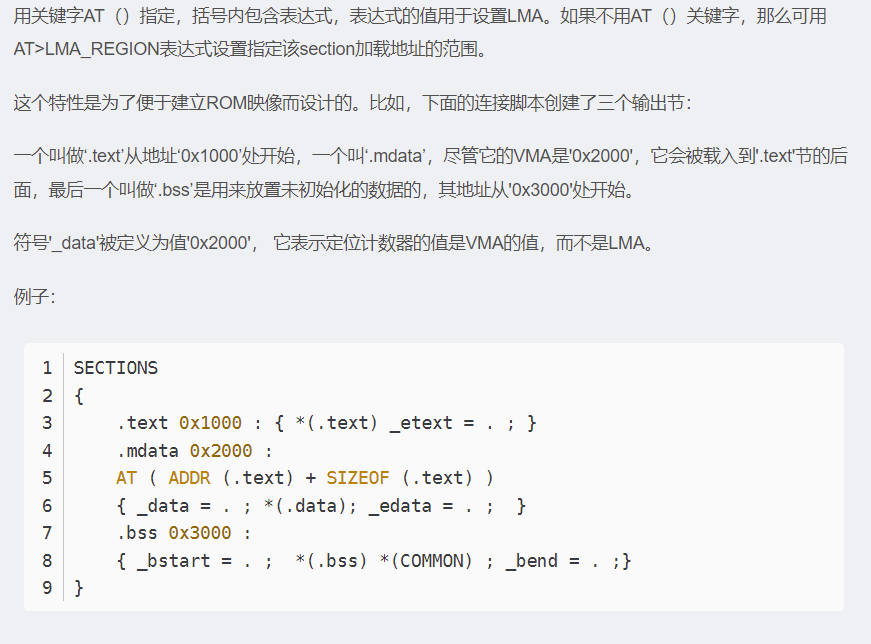 用关键字AT（）指定，括号内包含表达式，表达式的值用于设置LMA。如果不用AT（）关键字，那么可用
AT>LMA_REGION表达式设置指定该section加载地址的范围。
这个特性是为了便于建立ROM映像而设计的。比如，下面的连接脚本创建了三个输出节：
一个叫做‘.text’从地址‘0x1000’处开始，一个叫‘.mdata’，尽管它的VMA是'0x2000'，它会被载入到'.text'节的后
面，最后一个叫做‘.bss’是用来放置未初始化的数据的，其地址从'0x3000'处开始。
符号'_data'被定义为值'0x2000'， 它表示定位计数器的值是VMA的值，而不是LMA。
例子：
1 SECTIONS
2 {
3     .text 0x1000 : { *(.text) _etext = . ; }
4     .mdata 0x2000 :
5     AT ( ADDR (.text) + SIZEOF (.text) )
6     { _data = . ; *(.data); _edata = . ;  }
7     .bss 0x3000 :
8     { _bstart = . ;  *(.bss) *(COMMON) ; _bend = . ;}
9 }